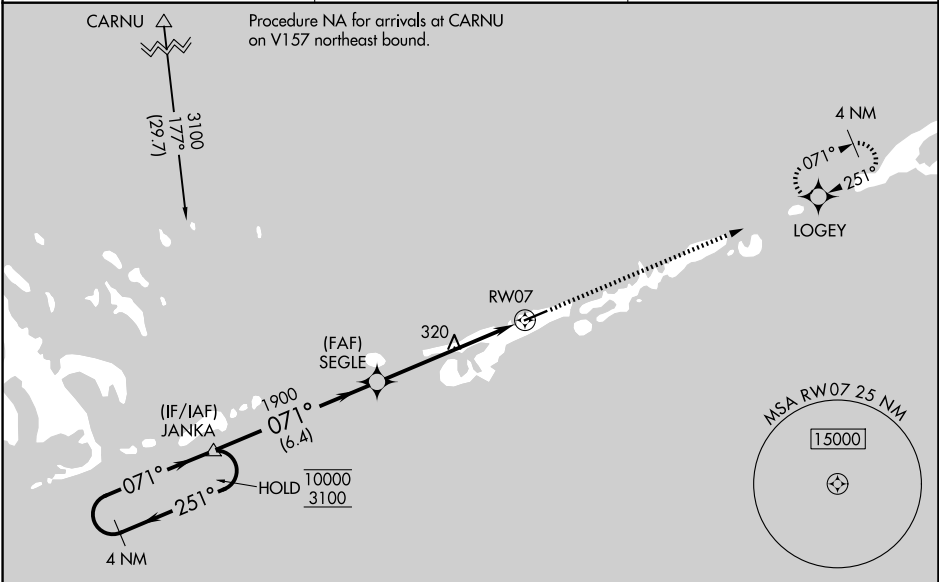 CARNU
Procedure NA for arrivals at CARNU
on V157 northeast bound.
3100
177°
(29.7)
4 NM
071°
251°
LOGEY
RW07
320
(FAF)
SEGLE
1900
071°
(6.4)
(IF/IAF)
JANKA
071°
251°
HOLD
10000
3100
4 NM
MSA RW07 25 NM
15000